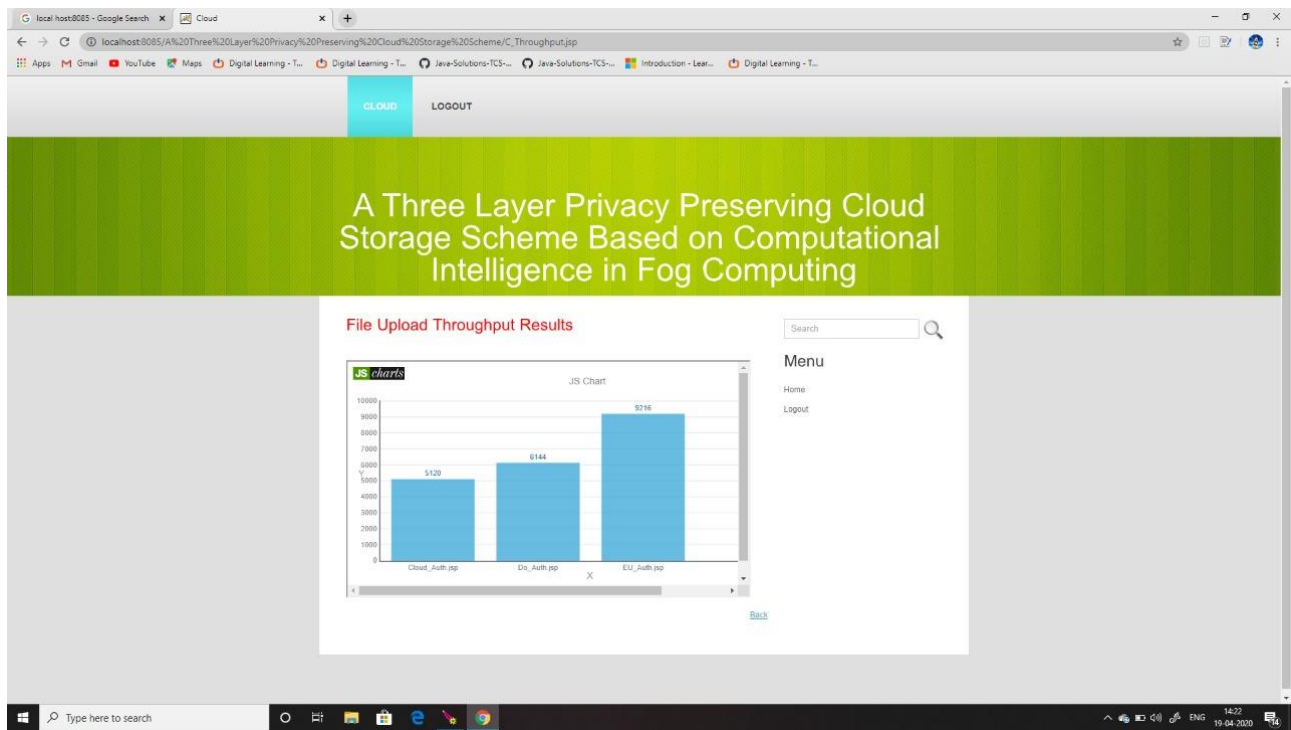 local host:8085 - Google Search
Cloud
localhost:8085/A%20Three%20Layer%20Privacy%20Preserving%20Cloud%20Storage%20Scheme/C_Throughput.jsp
Apps
Gmail
YouTube
Maps
Digital Learning - T...
Digital Learning - T...
Java-Solutions-TCS-...
Java-Solutions-TCS-...
Introduction - Lear...
Digital Learning - T...
CLOUD
LOGOUT
A Three Layer Privacy Preserving Cloud
Storage Scheme Based on Computational
Intelligence in Fog Computing
File Upload Throughput Results
Search
Menu
Home
Logout
JS charts
JS Chart
10000
9000
8000
7000
6000
Y
5000
4000
3000
2000
1000
0
5120
6144
9216
Cloud_Auth.jsp
Do_Auth.jsp
EU_Auth.jsp
X
Back
Type here to search
ENG
14:22
19-04-2020
14